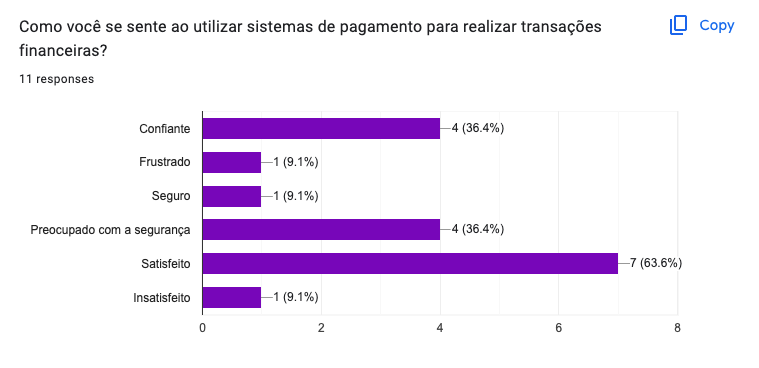 Como você se sente ao utilizar sistemas de pagamento para realizar transações
financeiras?
Copy
11 responses
Confiante 4 (36.4%)
Frustrado 1 (9.1%)
Seguro 1 (9.1%)
Preocupado com a segurança 4 (36.4%)
Satisfeito 7 (63.6%)
Insatisfeito 1 (9.1%)
0 2 4 6 8